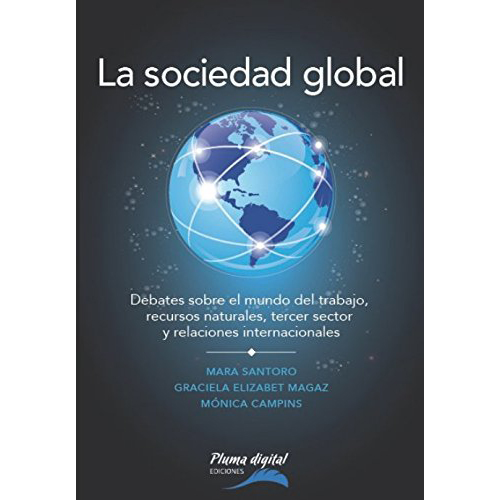 La sociedad global
Debates sobre el mundo del trabajo,
recursos naturales, tercer sector
y relaciones internacionales
MARA SANTORO
GRACIELA ELIZABET MAGAZ
MÓNICA CAMPINS
Pluma digital
EDICIONES